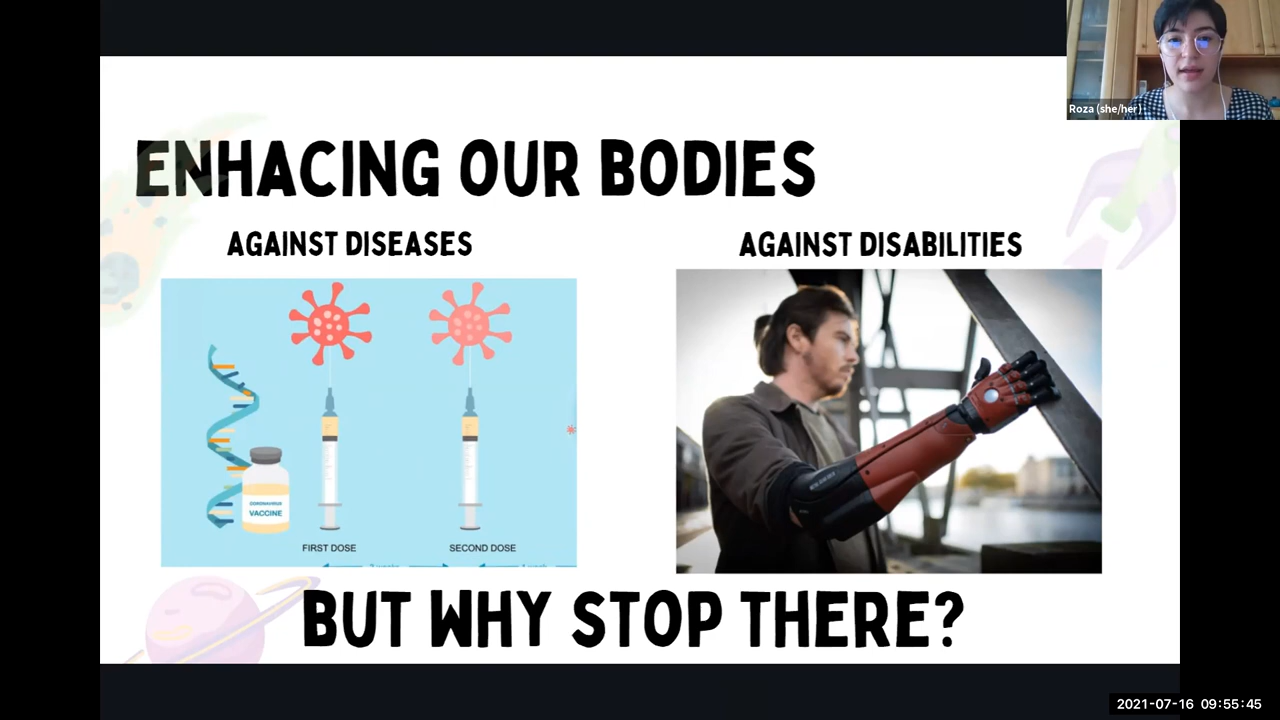 Roza (she/her)
ENHACING OUR BODIES
AGAINST DISEASES
AGAINST DISABILITIES
CORONAVIRUS
VACCINE
FIRST DOSE
SECOND DOSE
BUT WHY STOP THERE?
2021-07-16 09:55:45